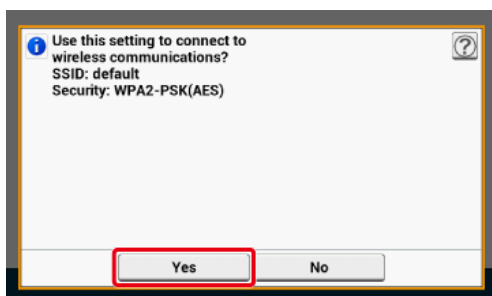 Use this setting to connect to
wireless communications?
SSID: default
Security: WPA2-PSK(AES)
Yes No